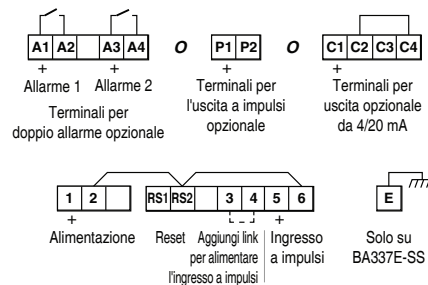 A1 A2 A3 A4 O P1 P2 O C1 C2 C3 C4
+ + + +
Allarme 1 Allarme 2
Terminali per
doppio allarme opzionale
Terminali per
l'uscita a impulsi
opzionale
Terminali per
uscita opzionale
da 4/20 mA
1 2 RS1 RS2 3 4 5 6 E
+ +
Alimentazione
Reset
Aggiungi link
per alimentare
l'ingresso a impulsi
Ingresso
a impulsi
Solo su
BA337E-SS